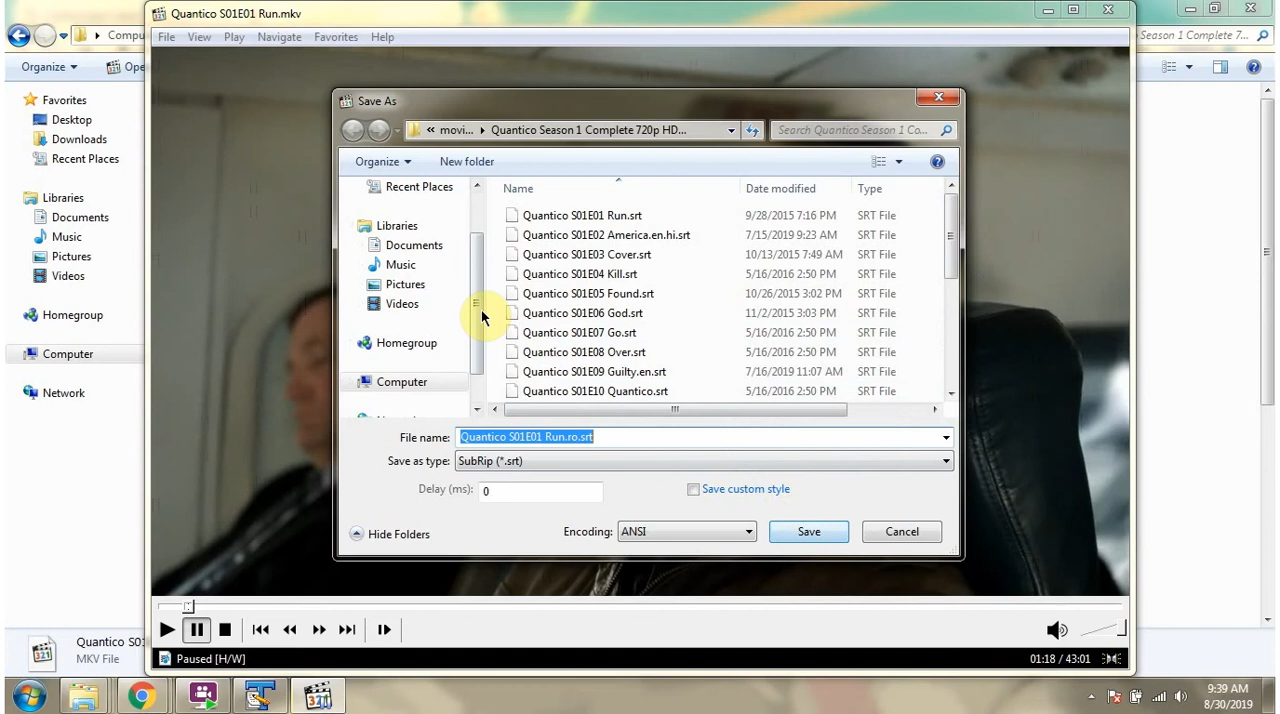 Quantico S01E01 Run.mkv
File View Play Navigate Favorites Help
Compu
Season 1 Complete 7...
Organize
Ope
Favorites
Desktop
Downloads
Recent Places
Libraries
Documents
Music
Pictures
Videos
Homegroup
Computer
Network
Save As
« movi... Quantico Season 1 Complete 720p HD...
Search Quantico Season 1 Co...
Organize New folder
Recent Places
Libraries
Documents
Music
Pictures
Videos
Homegroup
Computer
Name Date modified Type
Quantico S01E01 Run.srt 9/28/2015 7:16 PM SRT File
Quantico S01E02 America.en.hi.srt 7/15/2019 9:23 AM SRT File
Quantico S01E03 Cover.srt 10/13/2015 7:49 AM SRT File
Quantico S01E04 Kill.srt 5/16/2016 2:50 PM SRT File
Quantico S01E05 Found.srt 10/26/2015 3:02 PM SRT File
Quantico S01E06 God.srt 11/2/2015 3:03 PM SRT File
Quantico S01E07 Go.srt 5/16/2016 2:50 PM SRT File
Quantico S01E08 Over.srt 5/16/2016 2:50 PM SRT File
Quantico S01E09 Guilty.en.srt 7/16/2019 11:07 AM SRT File
Quantico S01E10 Quantico.srt 5/16/2016 2:50 PM SRT File
File name: Quantico S01E01 Run.ro.srt
Save as type: SubRip (*.srt)
Delay (ms): 0 Save custom style
Hide Folders Encoding: ANSI Save Cancel
Quantico S01
MKV File
Paused [H/W] 01:18 / 43:01
9:39 AM
8/30/2019